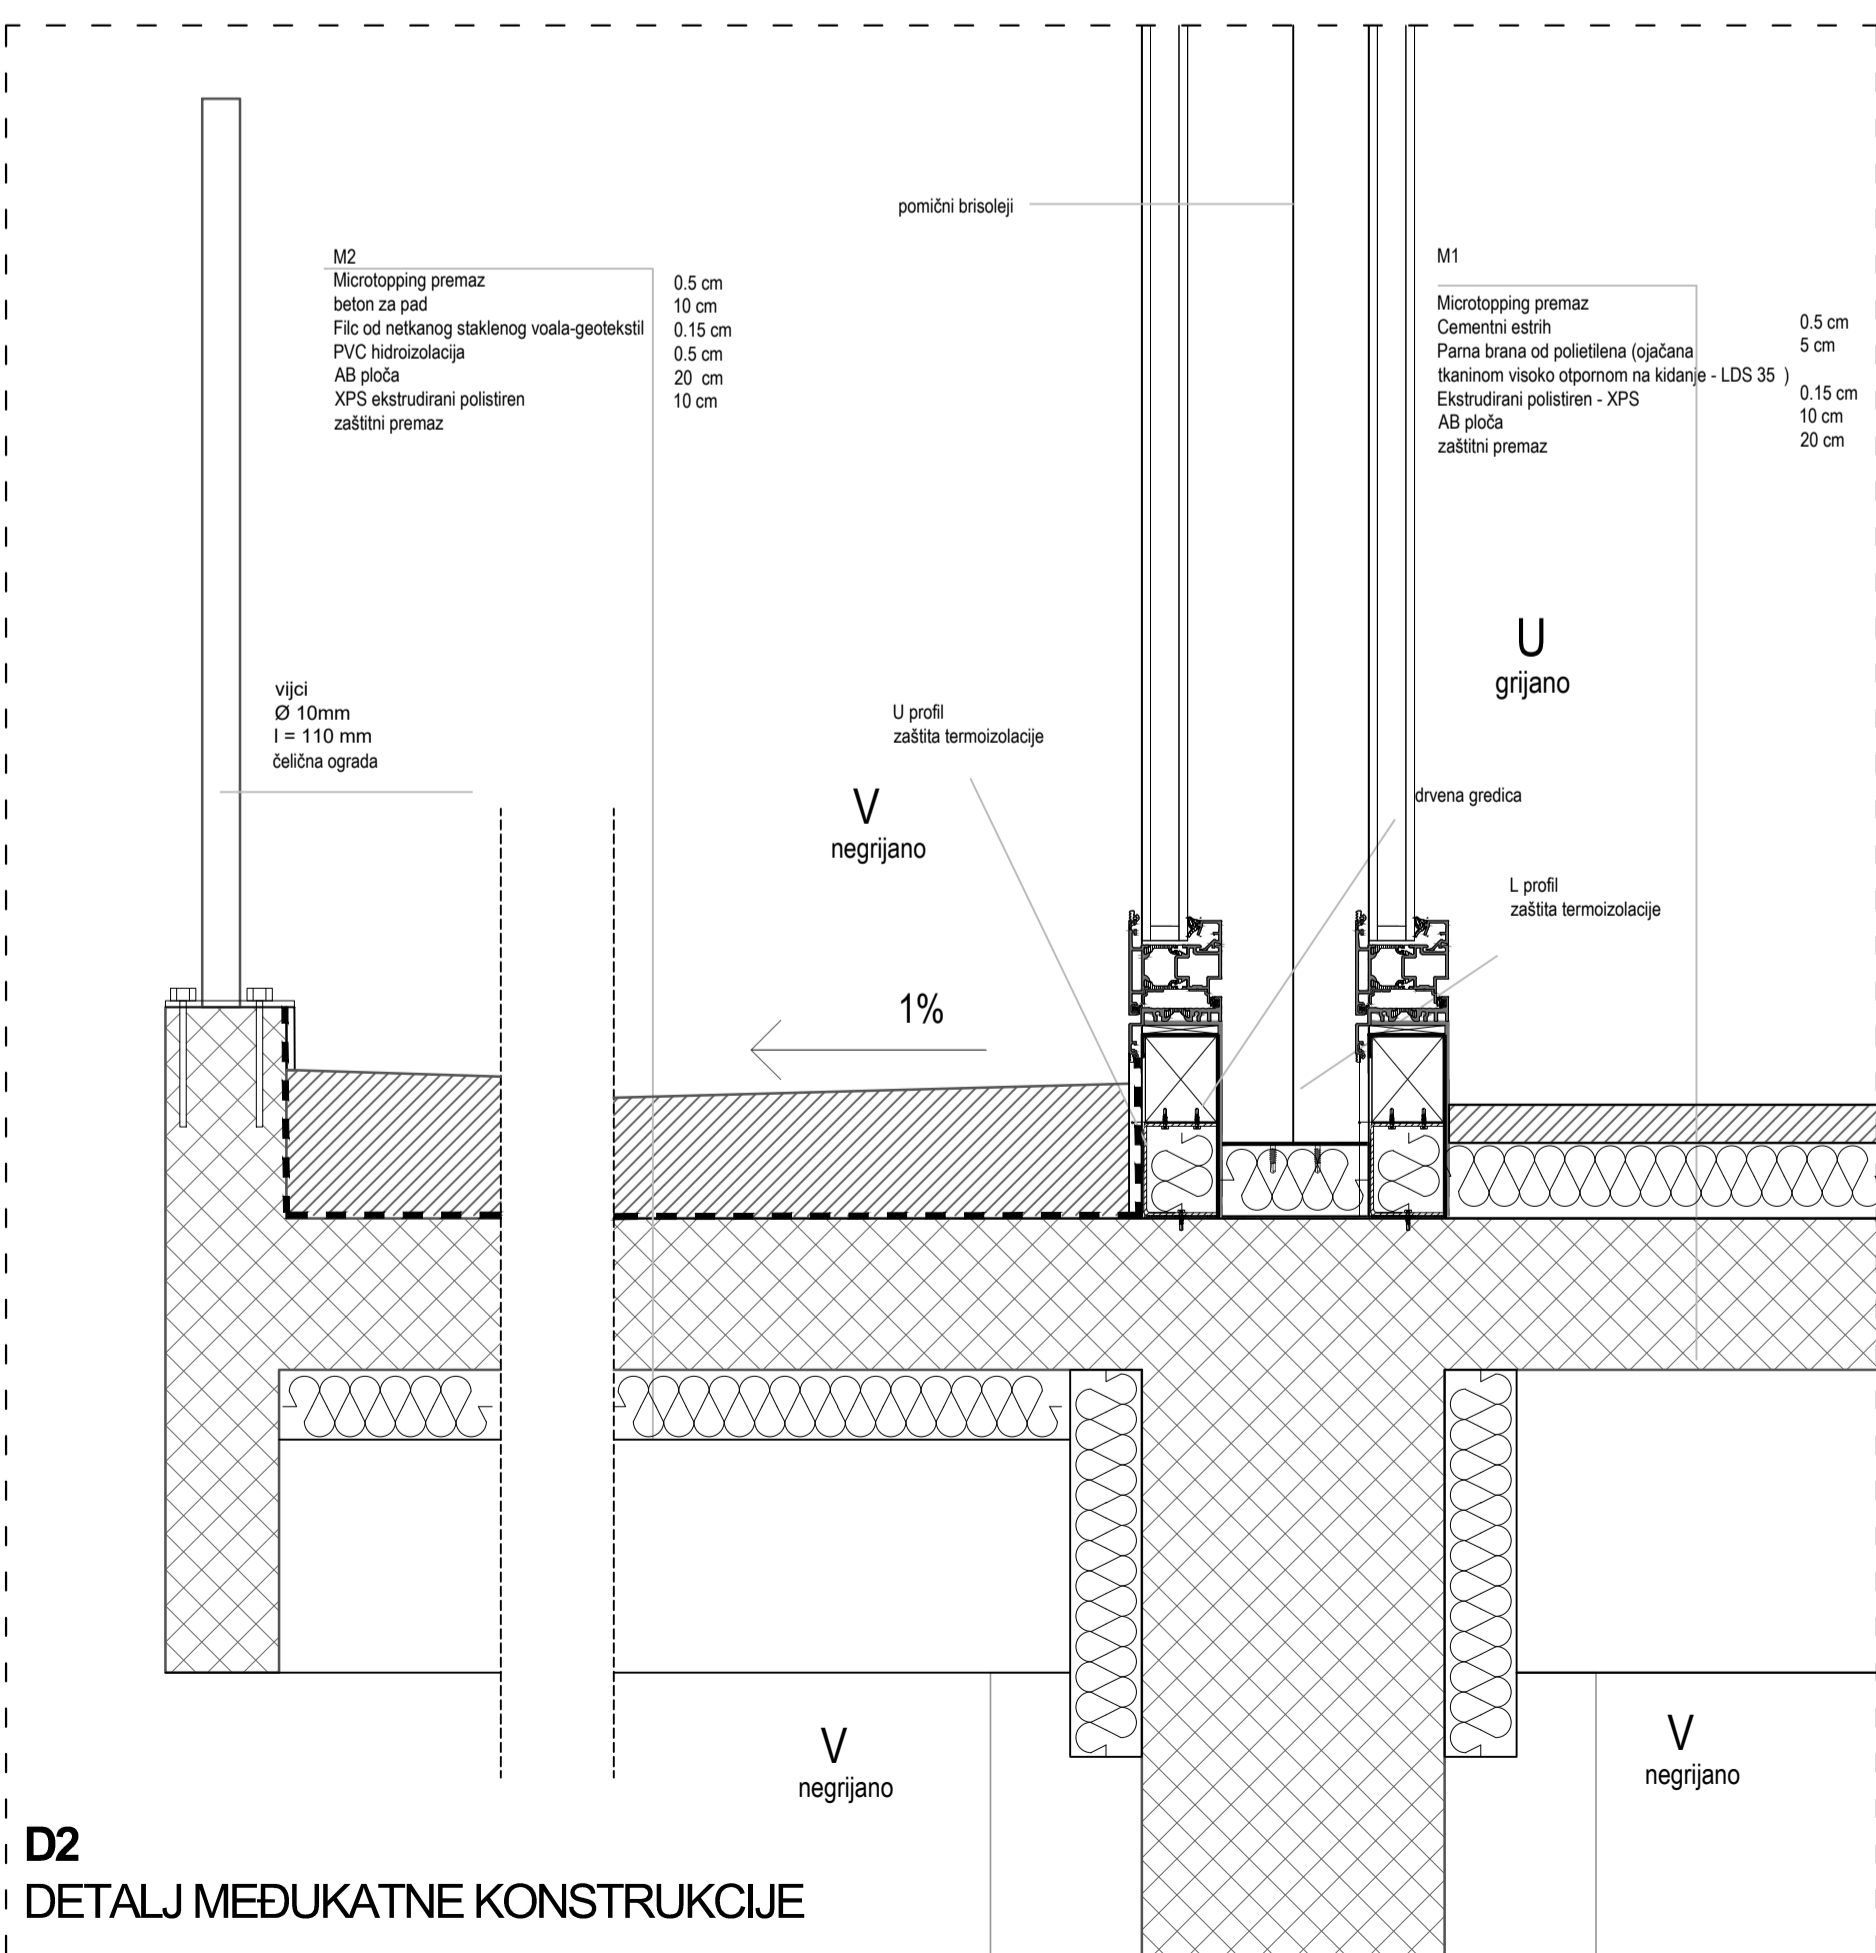 pomični brisoleji
M2
Microtopping premaz 0.5 cm
beton za pad 10 cm
Filc od netkanog staklenog voala-geotekstil 0.15 cm
PVC hidroizolacija 0.5 cm
AB ploča 20 cm
XPS ekstrudirani polistiren 10 cm
zaštitni premaz
M1
Microtopping premaz
Cementni estrih 0.5 cm
Parna brana od polietilena (ojačana 5 cm
tkaninom visoko otpornom na kidanje - LDS 35 )
Ekstrudirani polistiren - XPS 0.15 cm
AB ploča 10 cm
zaštitni premaz 20 cm
U
grijano
vijci
Ø 10mm
l = 110 mm
čelična ograda
U profil
zaštita termoizolacije
V
negrijano
drvena gredica
L profil
zaštita termoizolacije
1%
V
negrijano
V
negrijano
D2
DETALJ MEĐUKATNE KONSTRUKCIJE